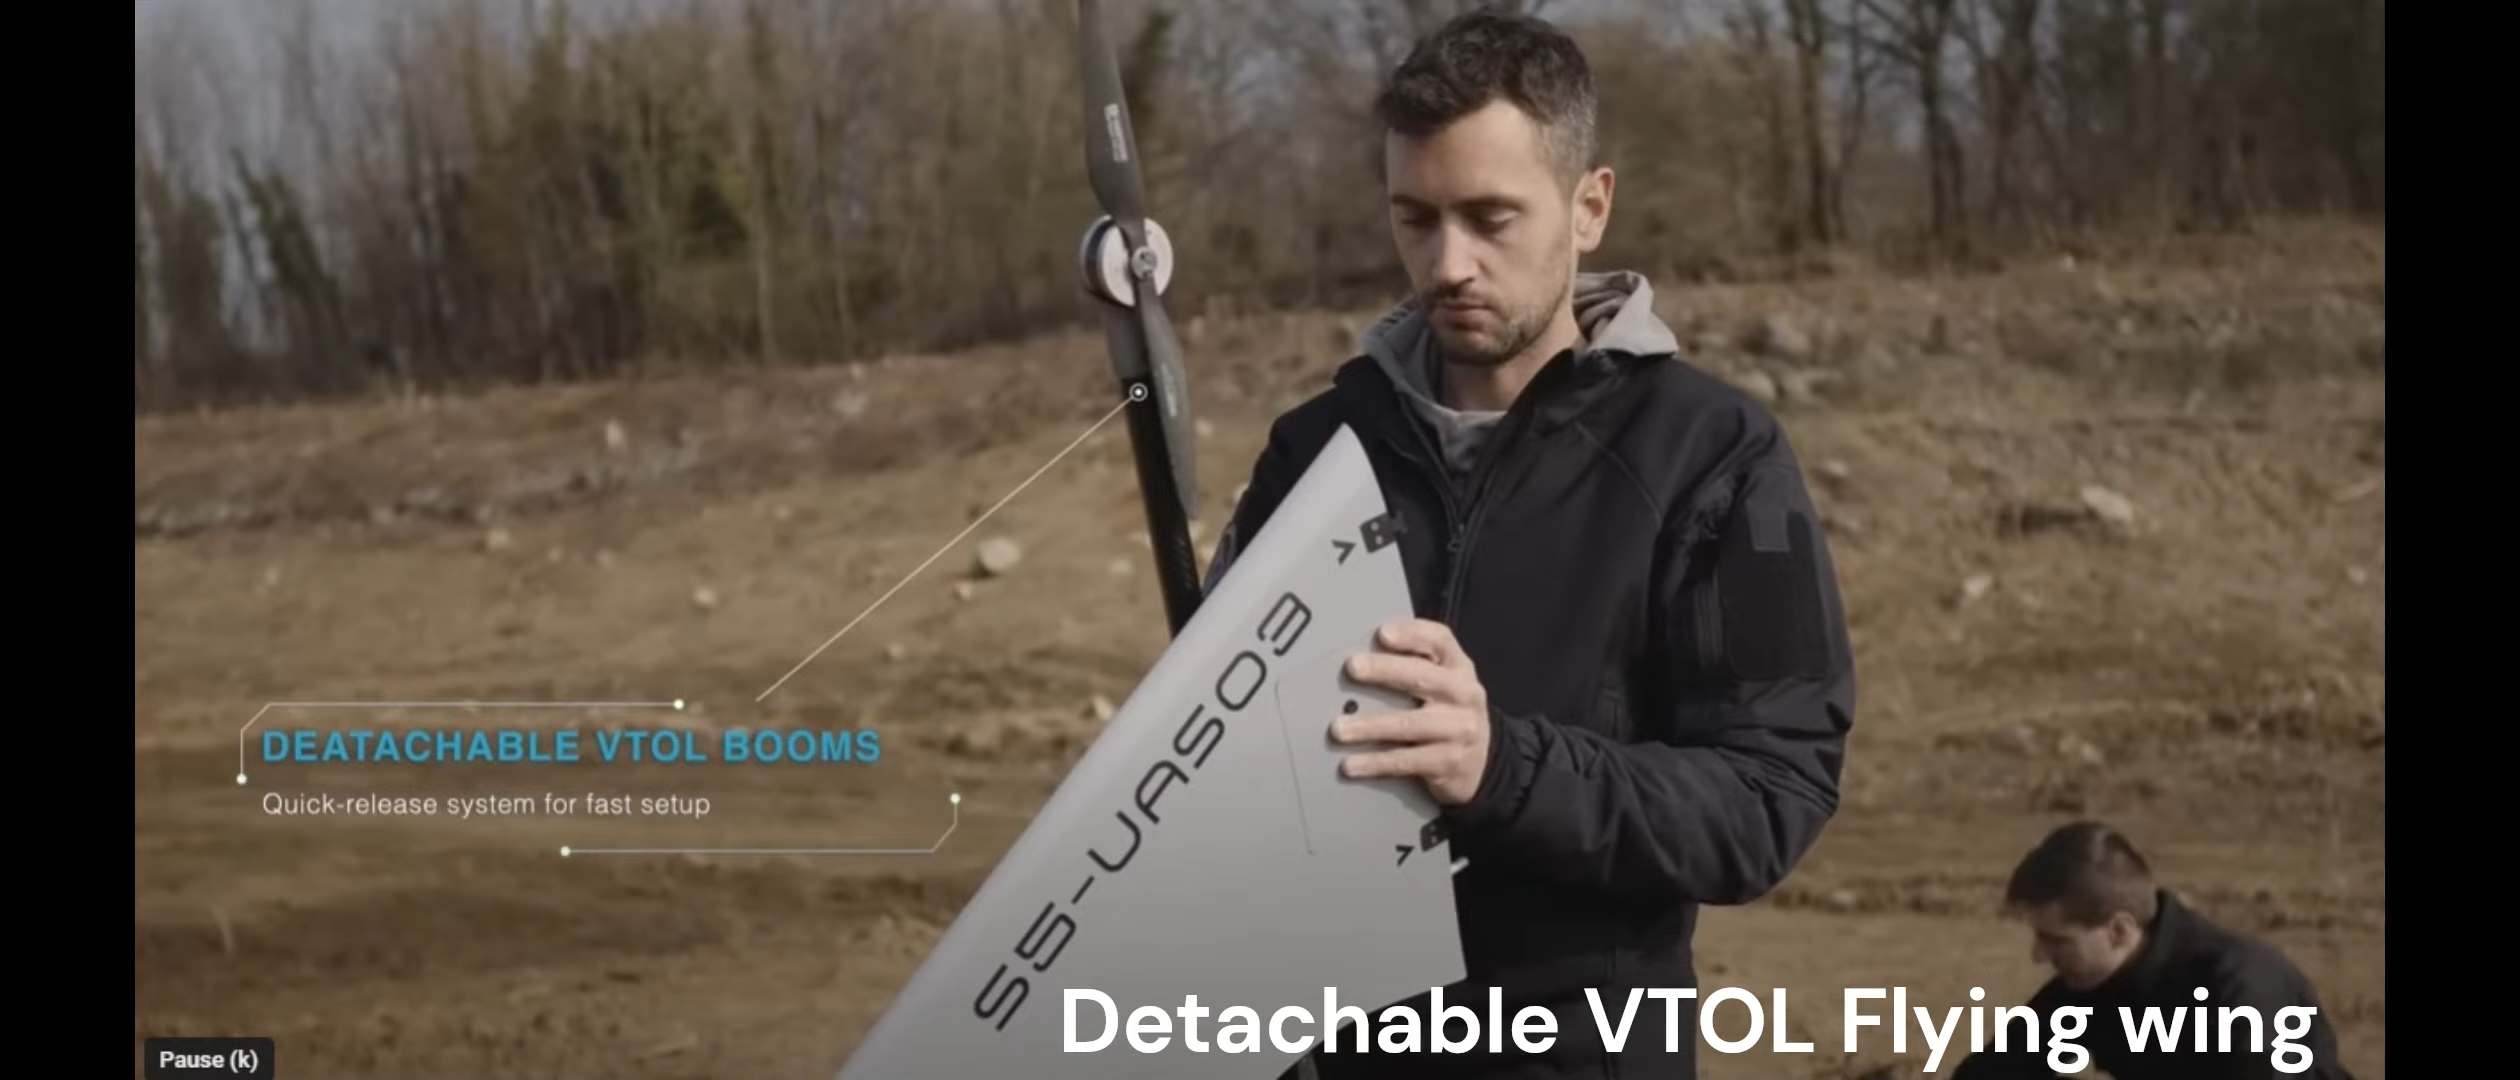 DEATACHABLE VTOL BOOMS
Quick-release system for fast setup
S5-UAS03
Detachable VTOL Flying wing
Pause (k)